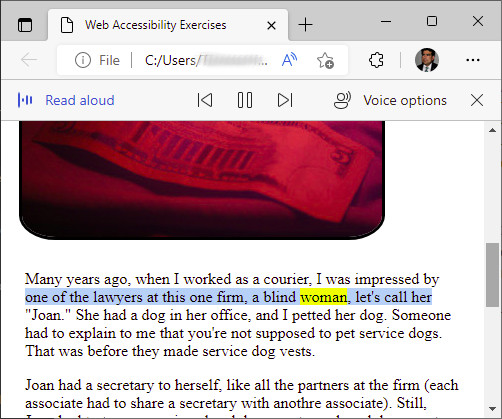 Web Accessibility Exercises
File C:/Users/
Read aloud Voice options
Many years ago, when I worked as a courier, I was impressed by
one of the lawyers at this one firm, a blind woman, let's call her
"Joan." She had a dog in her office, and I petted her dog. Someone
had to explain to me that you're not supposed to pet service dogs.
That was before they made service dog vests.
Joan had a secretary to herself, like all the partners at the firm (each
associate had to share a secretary with anothre associate). Still,